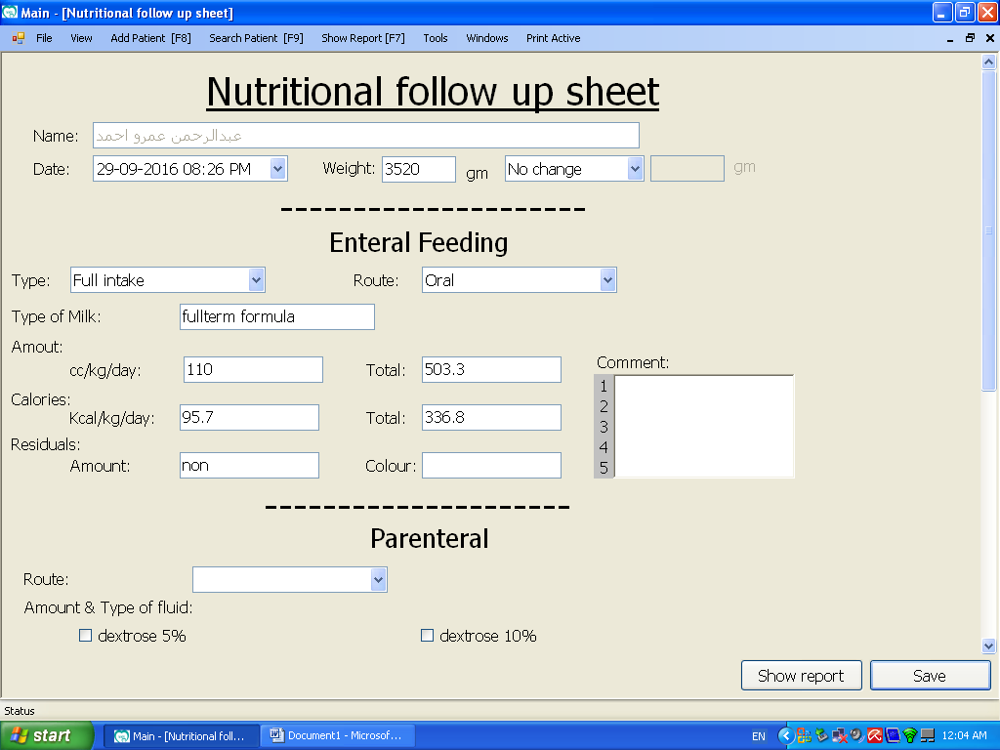 Main - [Nutritional follow up sheet]
File View Add Patient [F8] Search Patient [F9] Show Report [F7] Tools Windows Print Active
Nutritional follow up sheet
Name: عبدالرحمن عمرو احمد
Date: 29-09-2016 08:26 PM Weight: 3520 gm No change gm
Enteral Feeding
Type: Full intake Route: Oral
Type of Milk: fullterm formula
Amout:
cc/kg/day: 110 Total: 503.3 Comment:
1
Calories:
2
Kcal/kg/day: 95.7 Total: 336.8
3
Residuals:
4
Amount: non Colour:
5
Parenteral
Route:
Amount & Type of fluid:
dextrose 5% dextrose 10%
Show report Save
Status
start Main - [Nutritional foll... Document1 - Microsof... EN 12:04 AM